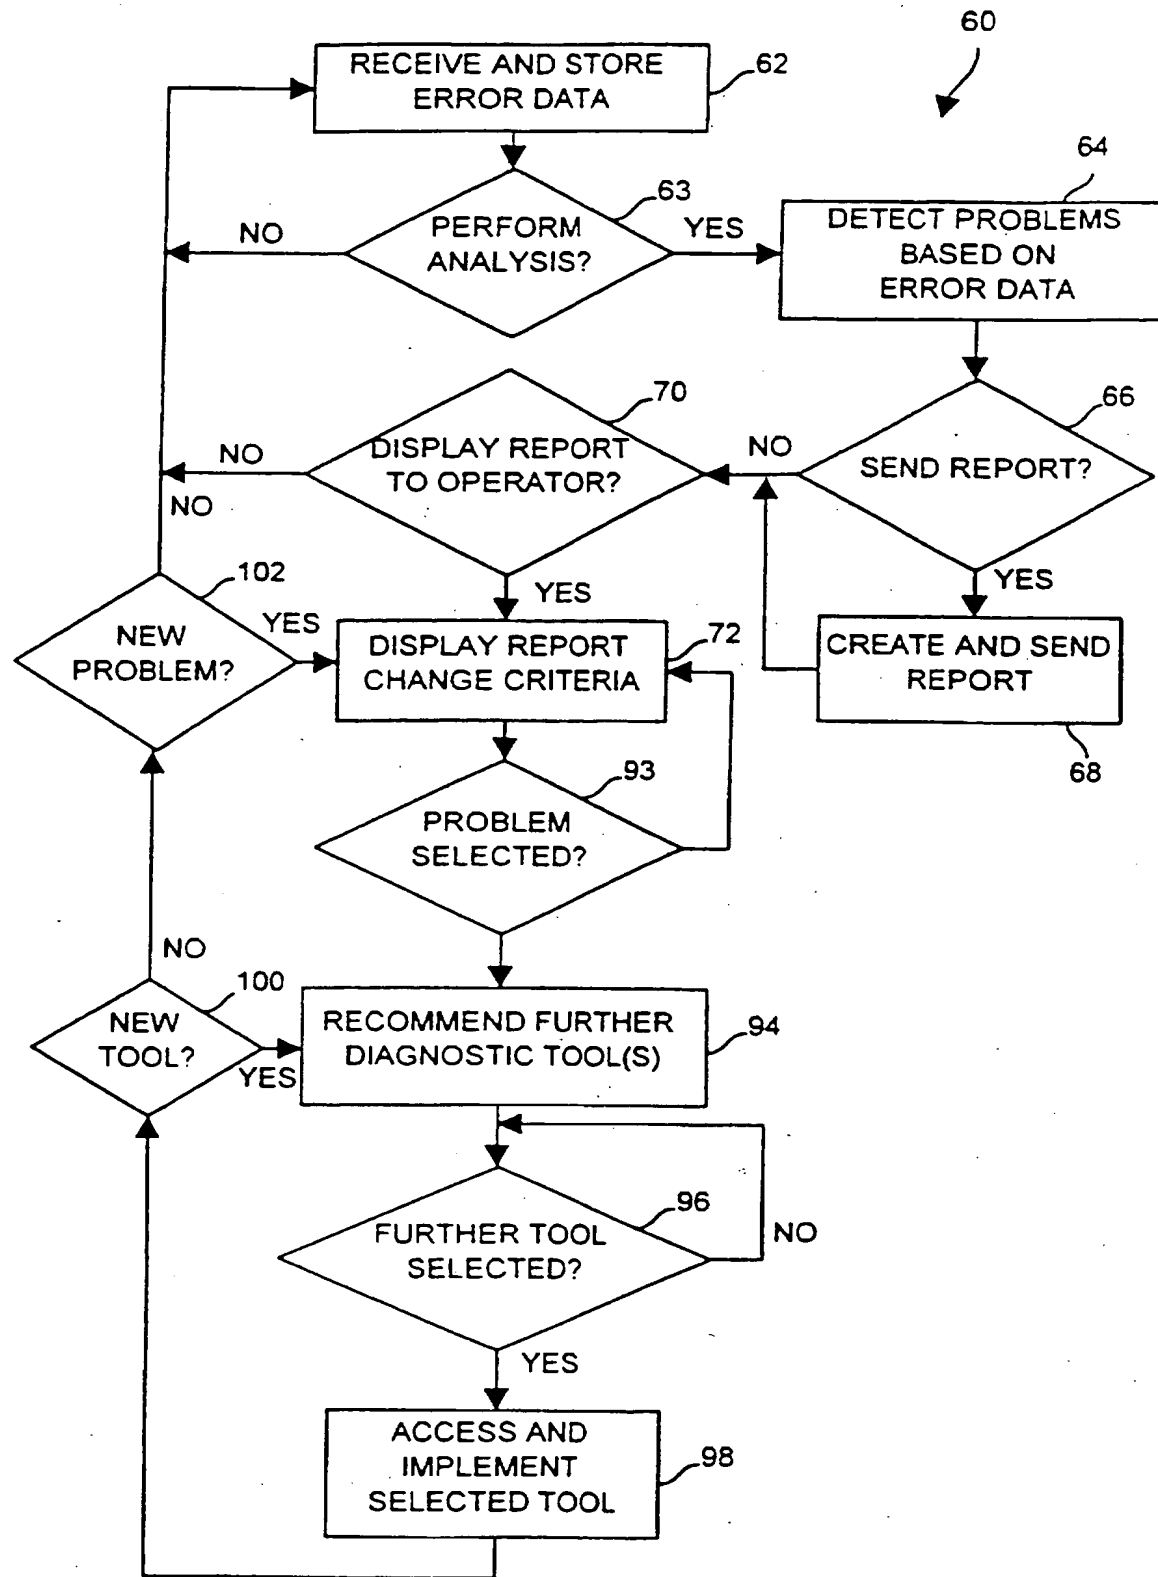 60
RECEIVE AND STORE
ERROR DATA
62
63
PERFORM
ANALYSIS?
NO
YES
64
DETECT PROBLEMS
BASED ON
ERROR DATA
70
DISPLAY REPORT
TO OPERATOR?
NO
NO
66
SEND REPORT?
NO
YES
YES
102
NEW
PROBLEM?
YES
DISPLAY REPORT
CHANGE CRITERIA
72
CREATE AND SEND
REPORT
68
93
PROBLEM
SELECTED?
NO
100
NEW
TOOL?
YES
RECOMMEND FURTHER
DIAGNOSTIC TOOL(S)
94
96
FURTHER TOOL
SELECTED?
NO
YES
ACCESS AND
IMPLEMENT
SELECTED TOOL
98